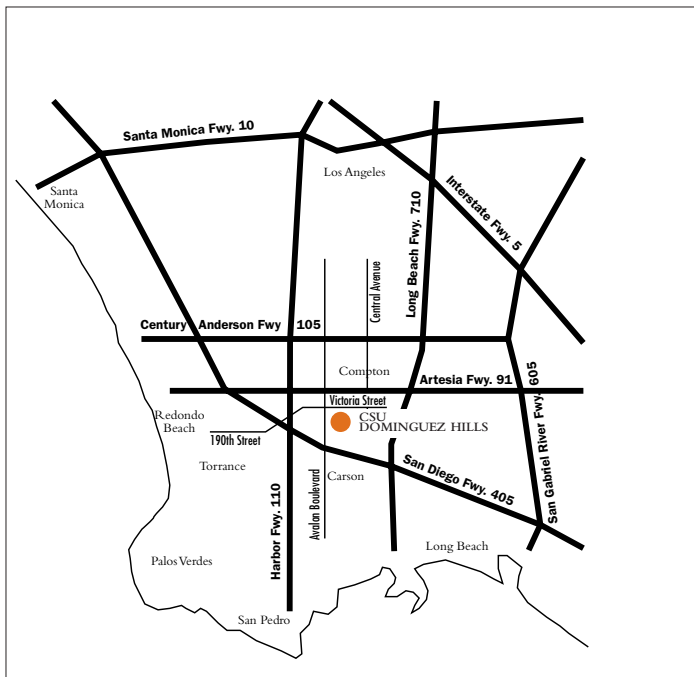 Santa Monica Fwy. 10
Santa
Monica
Los Angeles
Interstate Fwy. 5
Long Beach Fwy. 710
Central Avenue
Century Anderson Fwy 105
Compton
Artesia Fwy. 91
San Gabriel River Fwy. 605
Victoria Street
Redondo
Beach
CSU
DOMINGUEZ HILLS
190th Street
Torrance
Carson
San Diego Fwy. 405
Avalon Boulevard
Harbor Fwy. 110
Long Beach
Palos Verdes
San Pedro